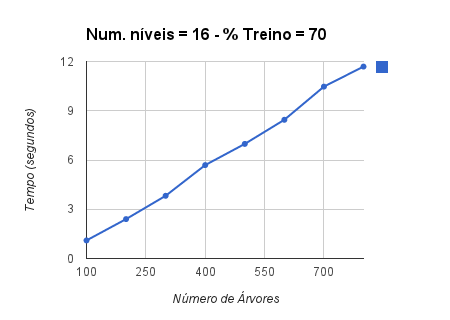 Num. níveis = 16 - % Treino = 70
12
9
6
3
0
Tempo (segundos)
100 250 400 550 700
Número de Árvores